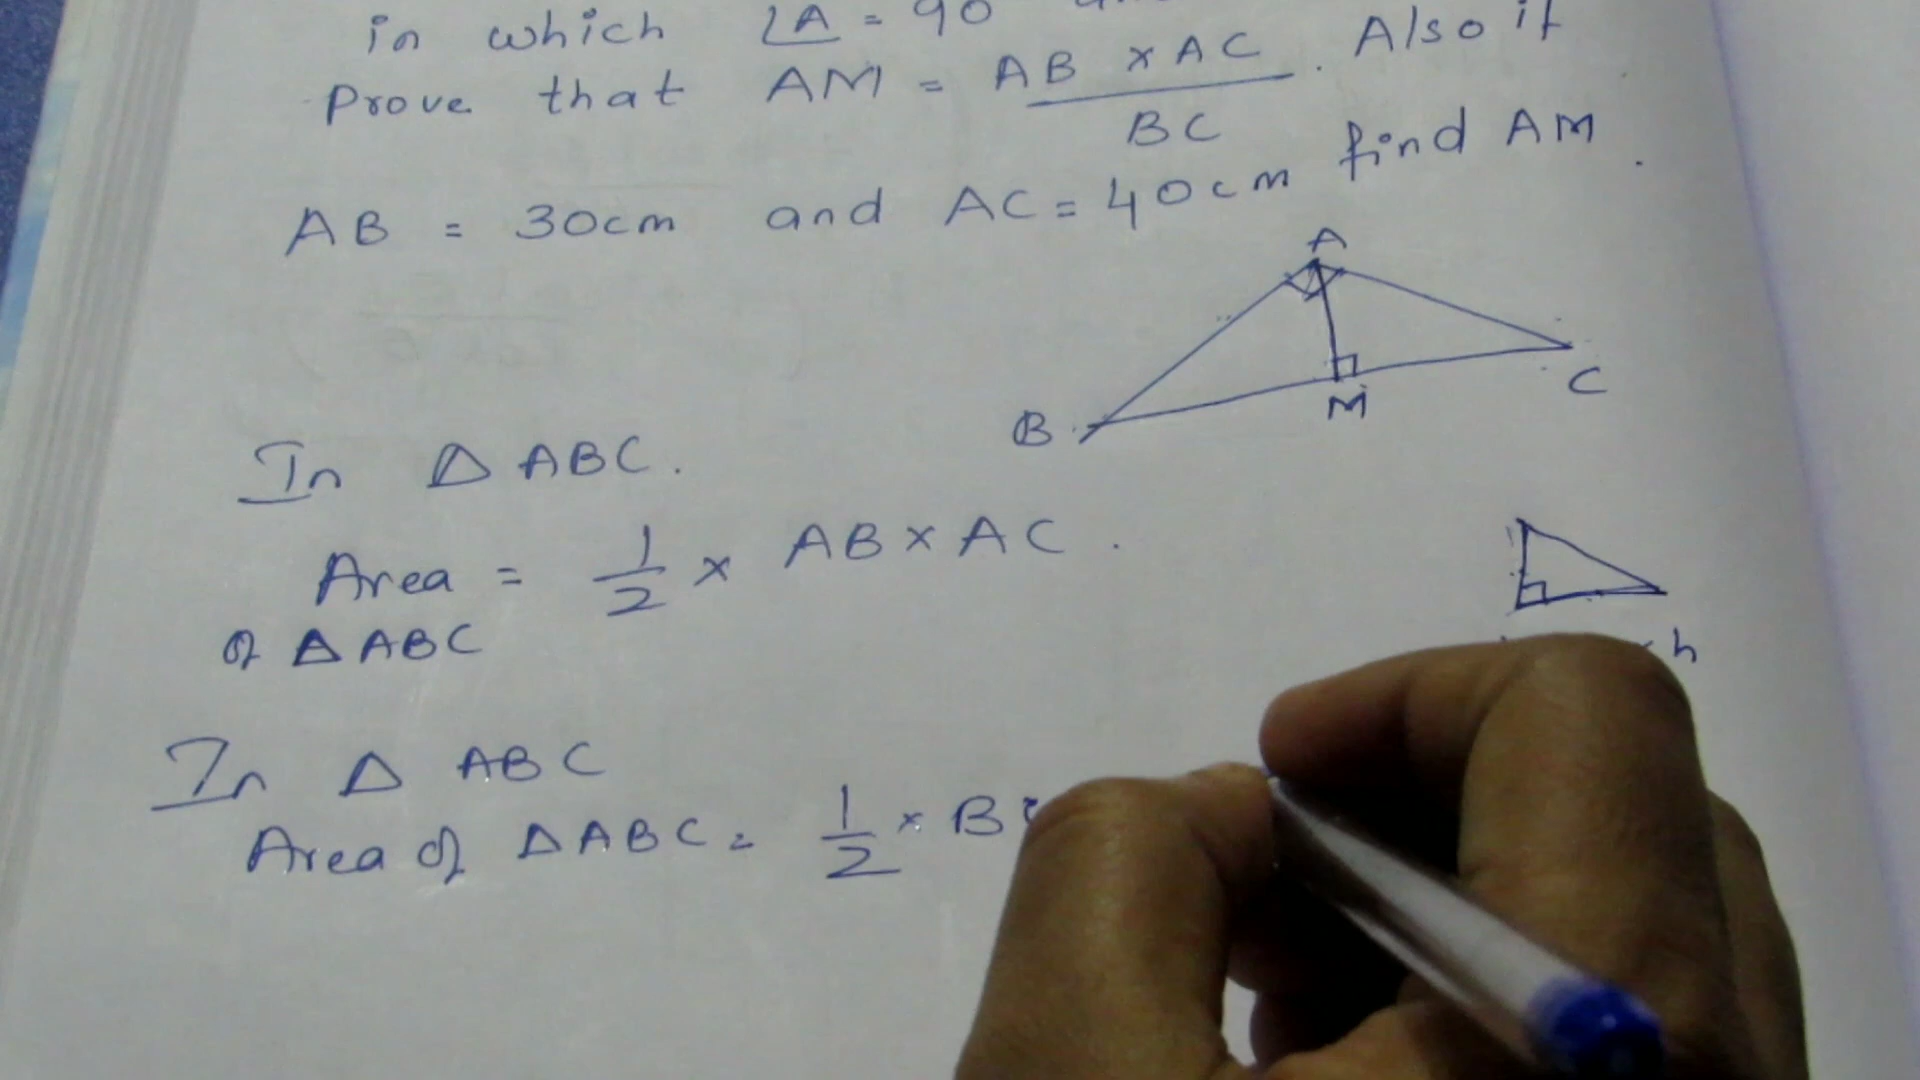 in which ∠A = 90
Prove that AM = AB × AC / BC . Also if
AB = 30cm and AC = 40cm find AM .
A
B M C
In Δ ABC.
Area = 1/2 × AB × AC .
of Δ ABC
h
In Δ ABC
Area of Δ ABC = 1/2 × B